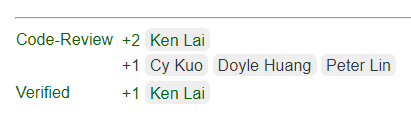 Code-Review +2 Ken Lai
+1 Cy Kuo Doyle Huang Peter Lin
Verified +1 Ken Lai